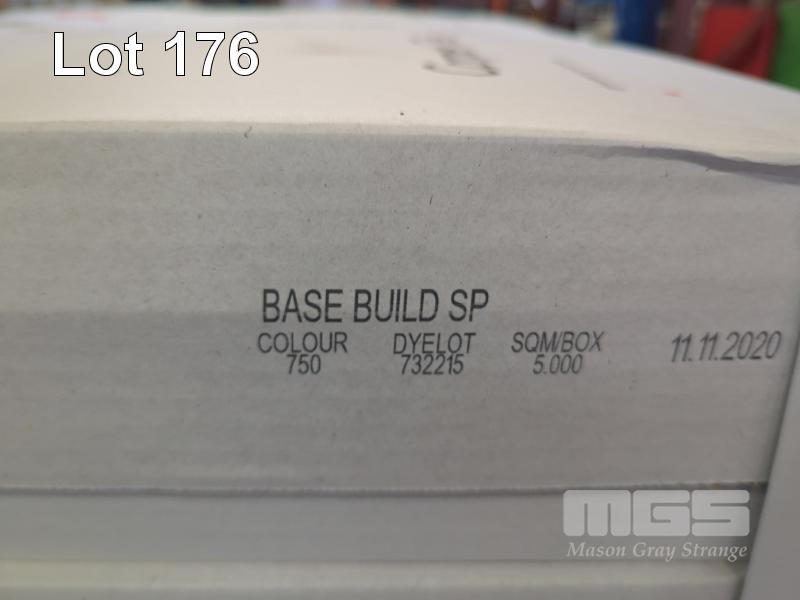 Lot 176
BASE BUILD SP
COLOUR DYELOT SQM/BOX 11.11.2020
750 732215 5.000
MGS
Mason Gray Strange